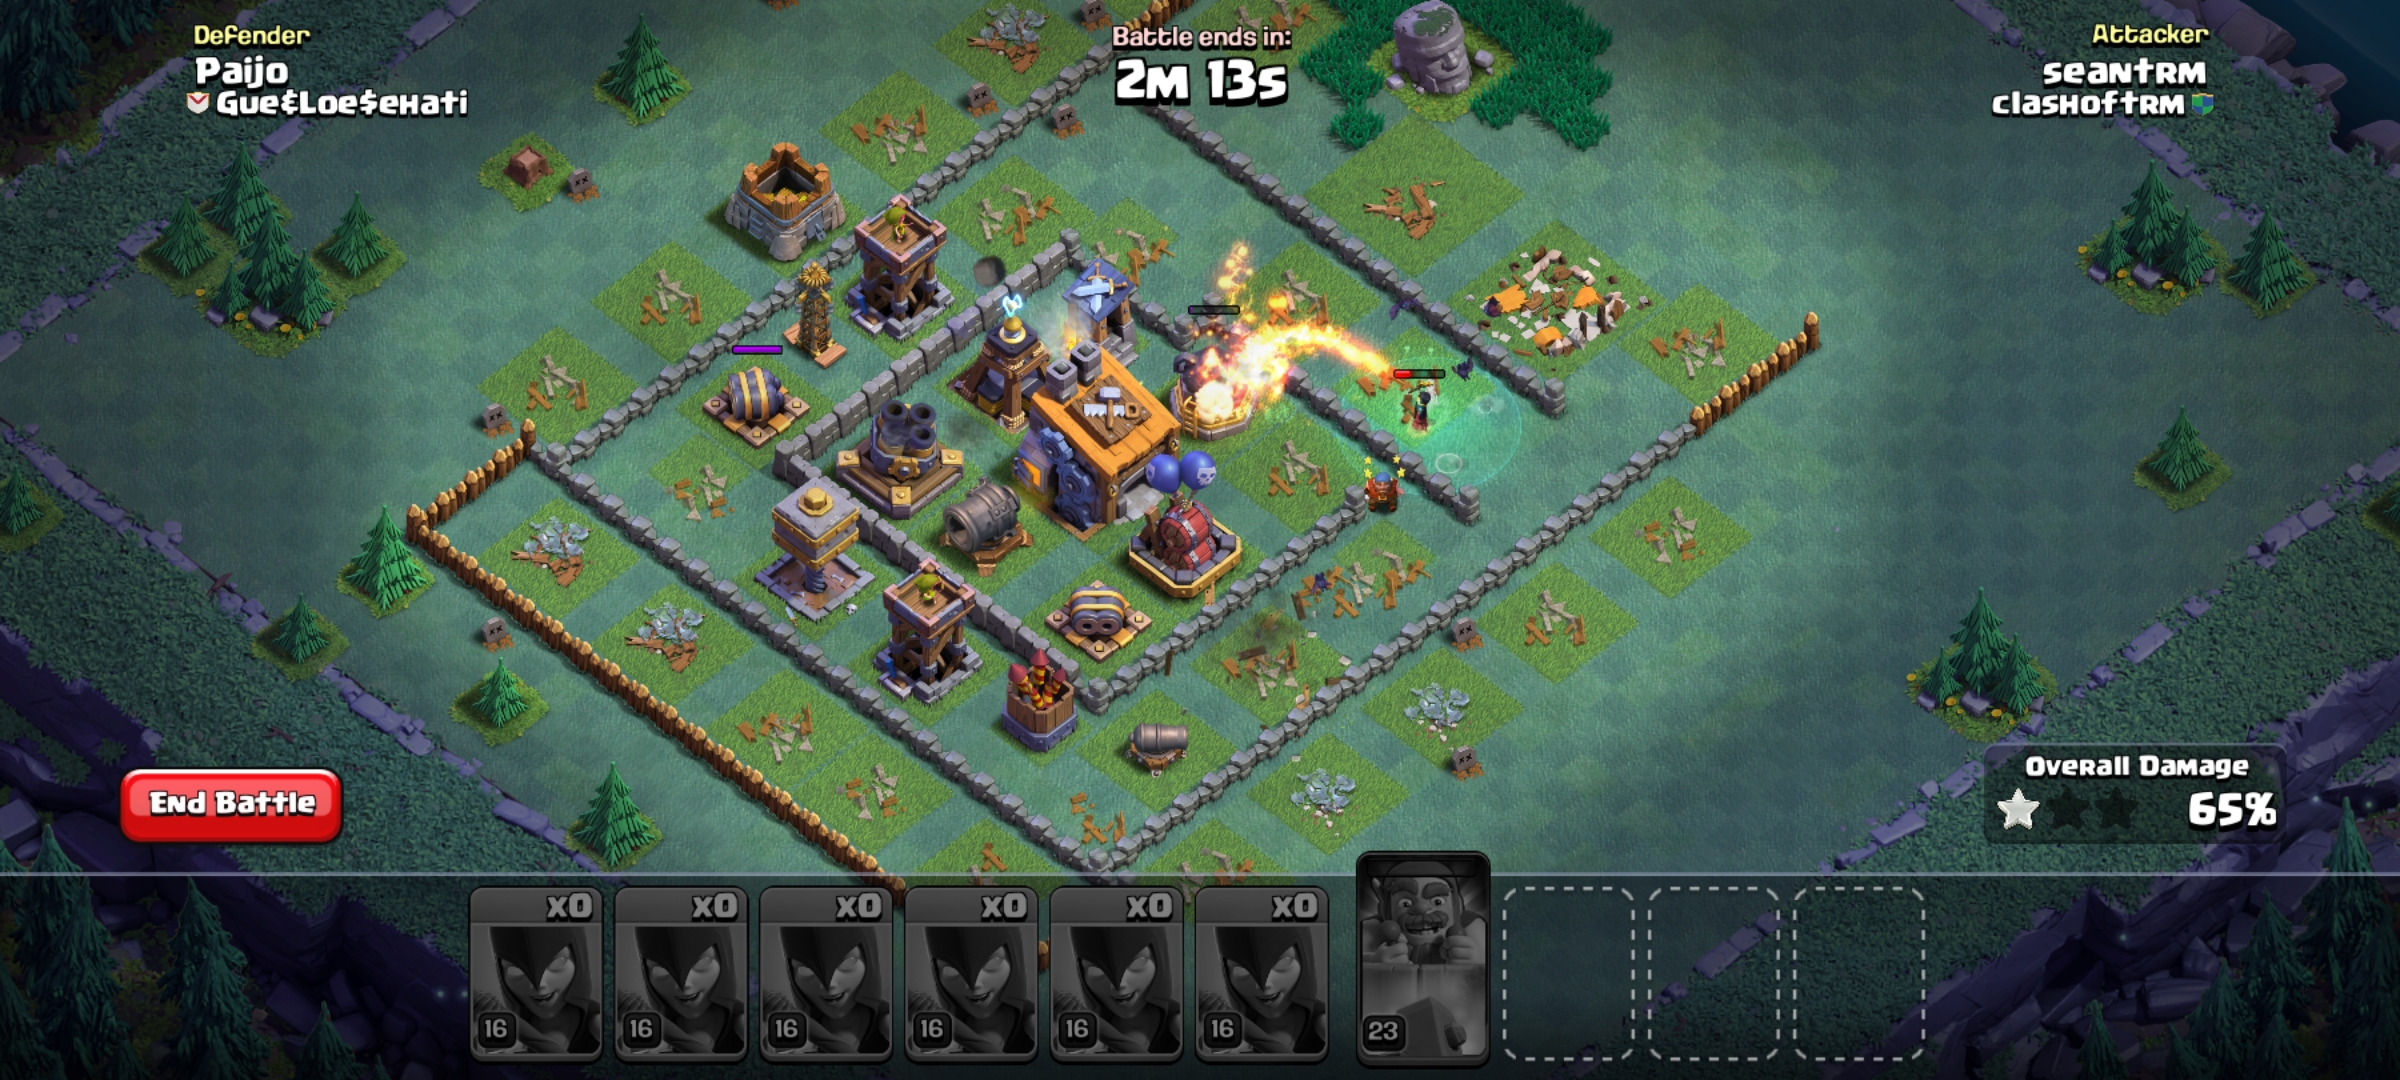 Defender
Paijo
Gue$Loe$eHati
Battle ends in:
2M 13s
Attacker
seantRM
clashoftRM
End Battle
Overall Damage
65%
x0
x0
x0
x0
x0
x0
16
16
16
16
16
16
23